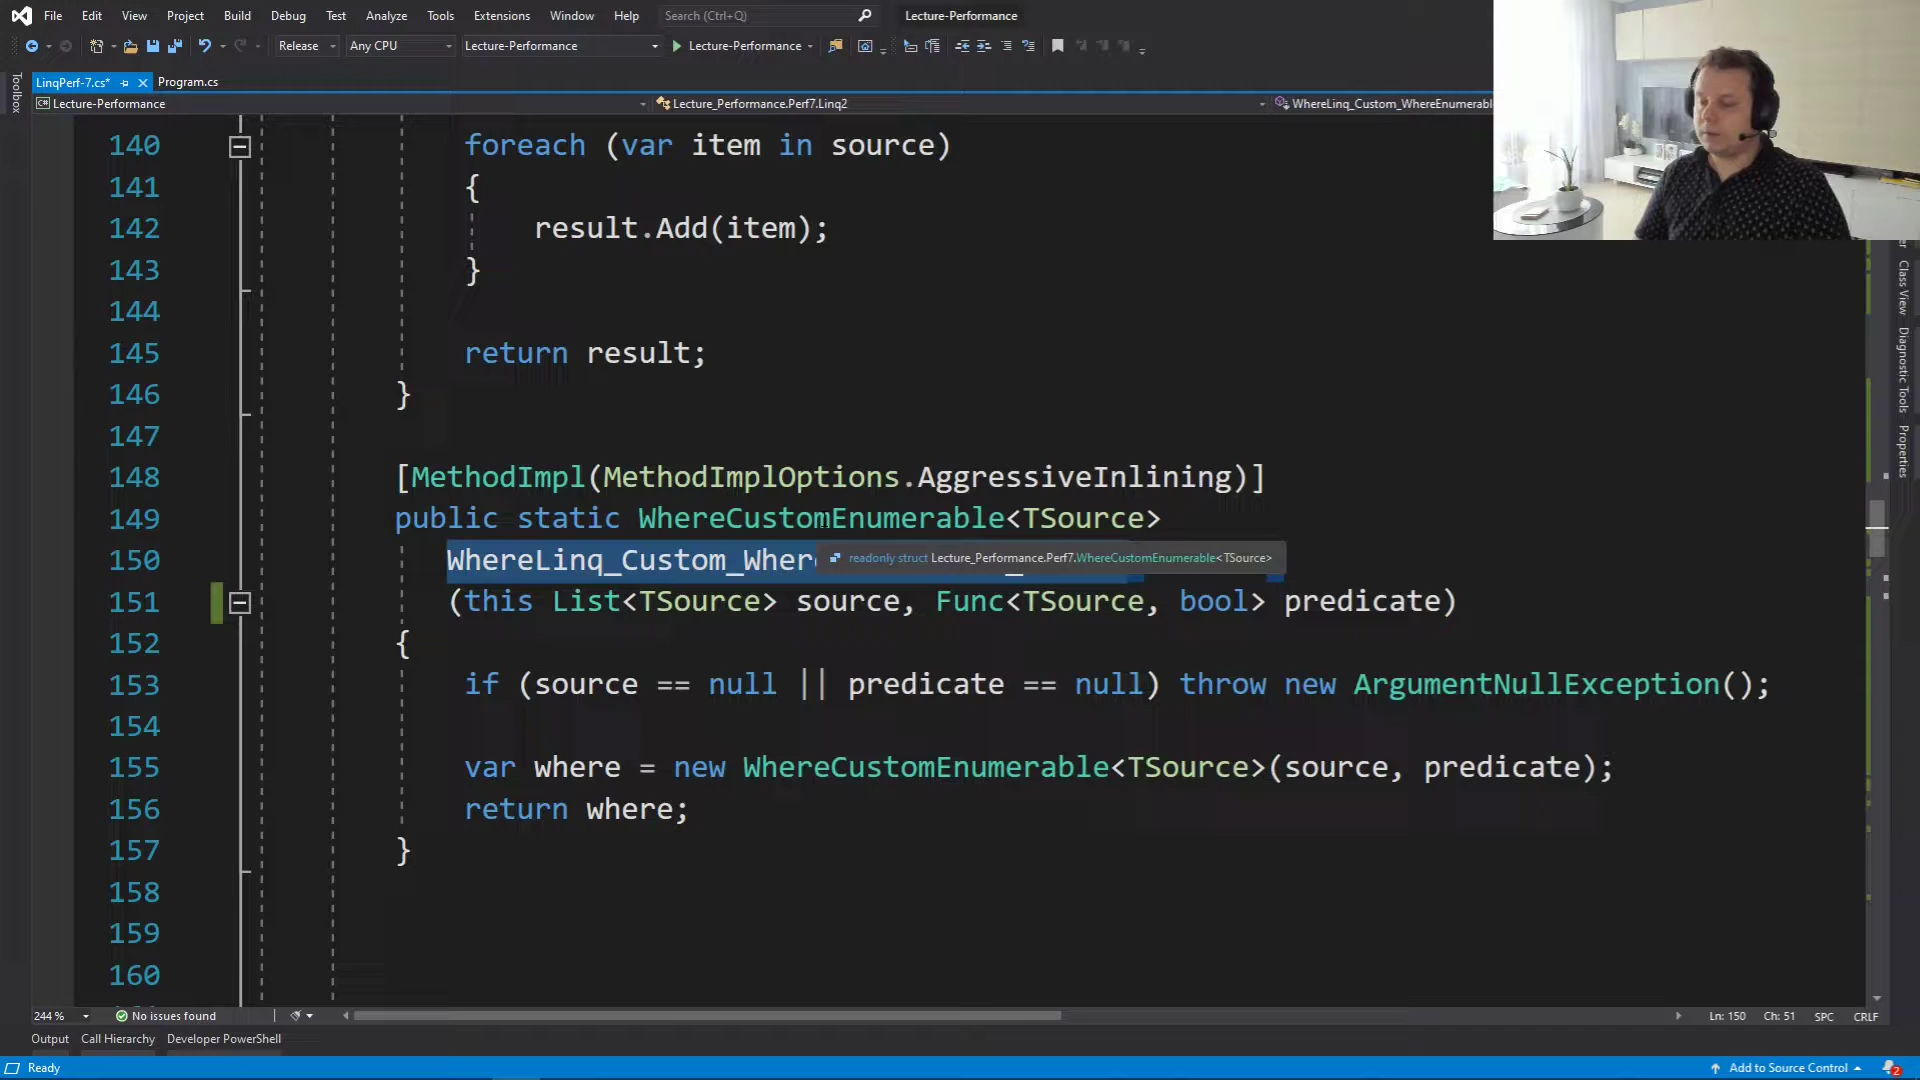 File Edit View Project Build Debug Test Analyze Tools Extensions Window Help Search (Ctrl+Q) Lecture-Performance
Release Any CPU Lecture-Performance Lecture-Performance
LinqPerf-7.cs* Program.cs
Lecture-Performance Lecture_Performance.Perf7.Linq2 WhereLinq_Custom_WhereEnumerabl
Toolbox
140 foreach (var item in source)
141 {
142 result.Add(item);
143 }
144
145 return result;
146 }
147
148 [MethodImpl(MethodImplOptions.AggressiveInlining)]
149 public static WhereCustomEnumerable<TSource>
150 WhereLinq_Custom_Wher
readonly struct Lecture_Performance.Perf7.WhereCustomEnumerable<TSource>
151 (this List<TSource> source, Func<TSource, bool> predicate)
152 {
153 if (source == null || predicate == null) throw new ArgumentNullException();
154
155 var where = new WhereCustomEnumerable<TSource>(source, predicate);
156 return where;
157 }
158
159
160
Class View
Diagnostic Tools
Properties
244 % No issues found Ln: 150 Ch: 51 SPC CRLF
Output Call Hierarchy Developer PowerShell
Ready Add to Source Control 2